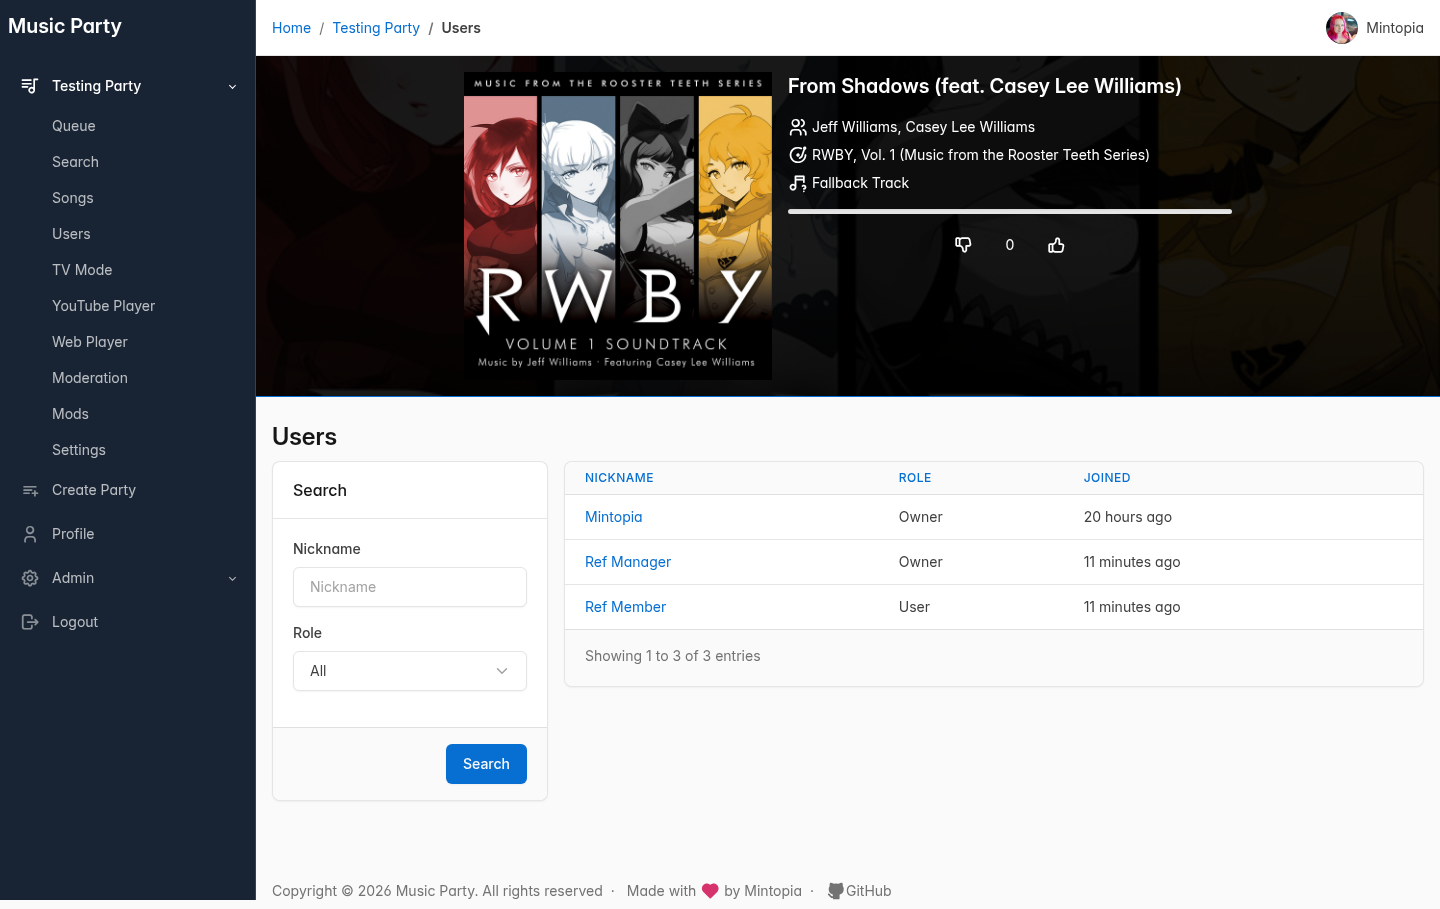 Music Party
Testing Party
Queue
Search
Songs
Users
TV Mode
YouTube Player
Web Player
Moderation
Mods
Settings
Create Party
Profile
Admin
Logout
Home / Testing Party / Users
Mintopia
MUSIC FROM THE ROOSTER TEETH SERIES
RWBY
VOLUME 1 SOUNDTRACK
Music by Jeff Williams · Featuring Casey Lee Williams
From Shadows (feat. Casey Lee Williams)
Jeff Williams, Casey Lee Williams
RWBY, Vol. 1 (Music from the Rooster Teeth Series)
Fallback Track
0
Users
Search
Nickname
Nickname
Role
All
Search
NICKNAME ROLE JOINED
Mintopia Owner 20 hours ago
Ref Manager Owner 11 minutes ago
Ref Member User 11 minutes ago
Showing 1 to 3 of 3 entries
Copyright © 2026 Music Party. All rights reserved · Made with by Mintopia · GitHub